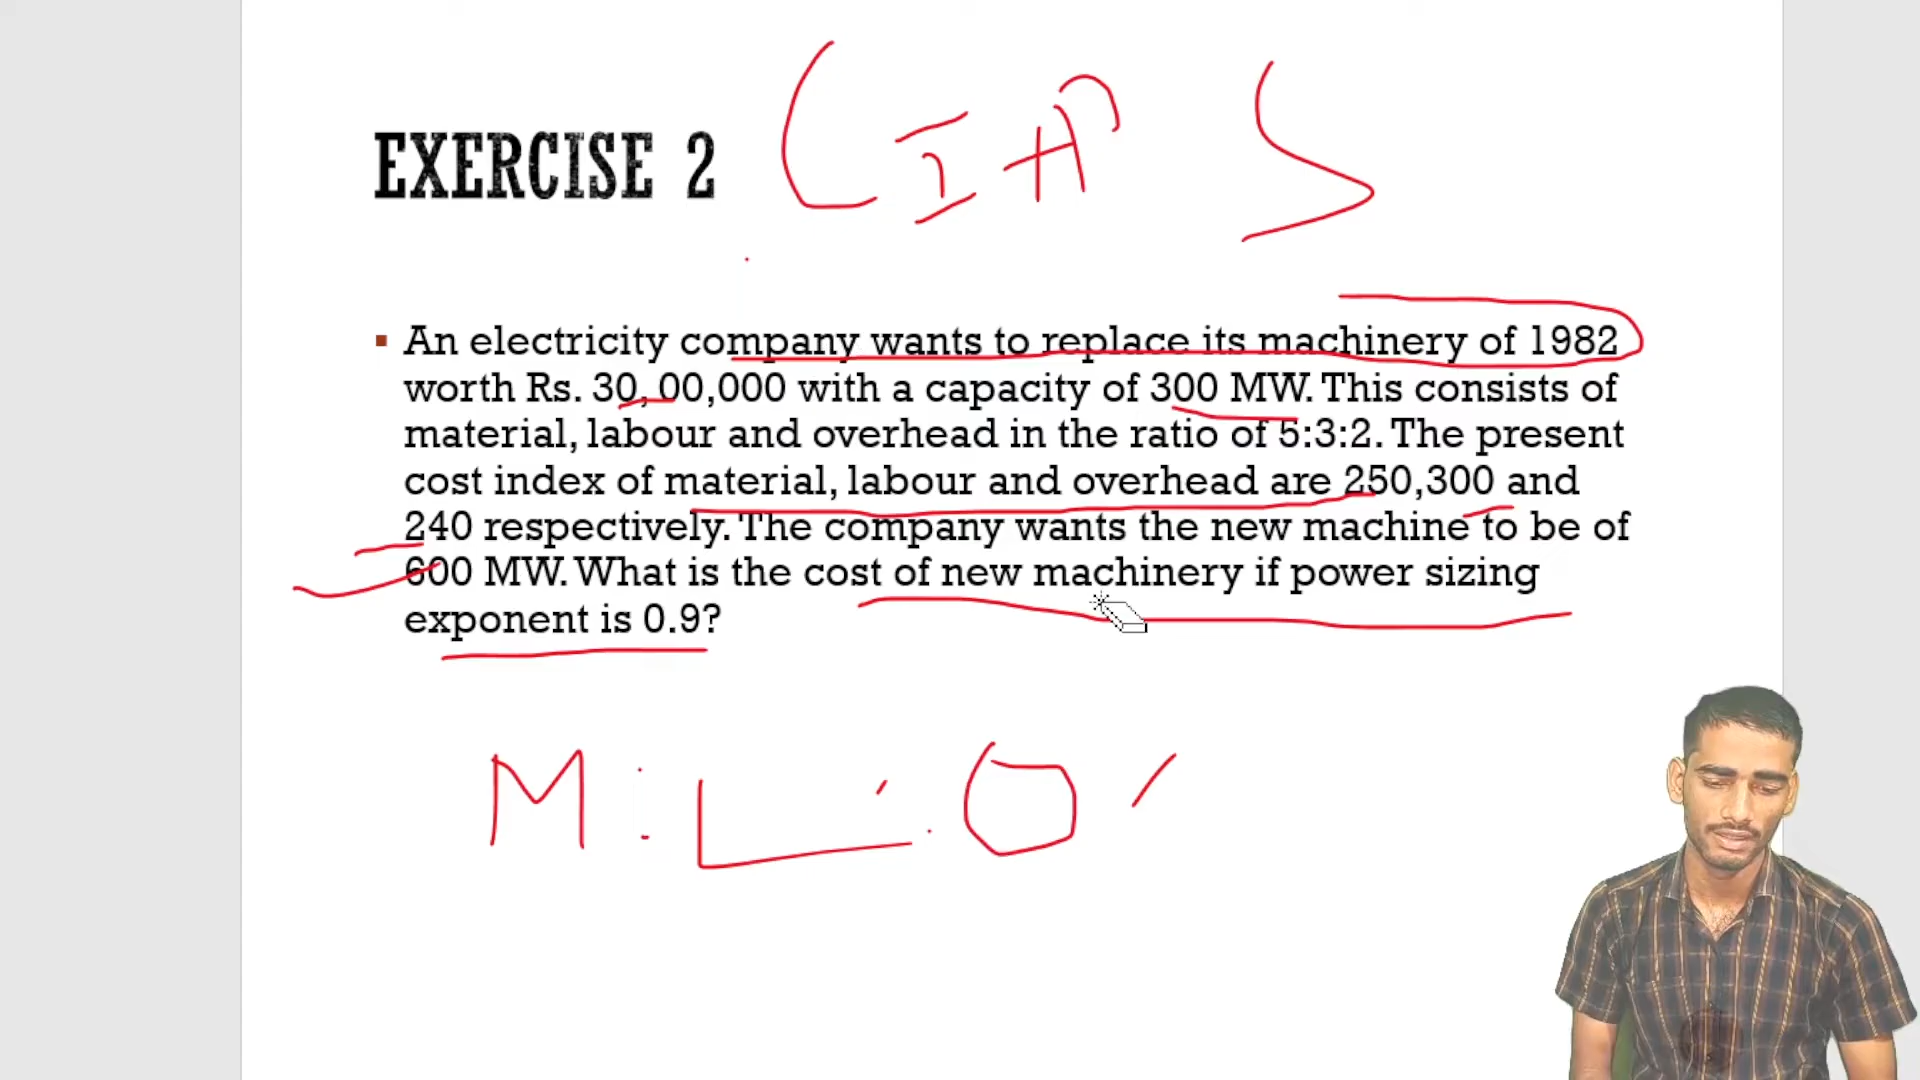 EXERCISE 2
▪ An electricity company wants to replace its machinery of 1982
worth Rs. 30, 00,000 with a capacity of 300 MW. This consists of
material, labour and overhead in the ratio of 5:3:2. The present
cost index of material, labour and overhead are 250,300 and
240 respectively. The company wants the new machine to be of
600 MW. What is the cost of new machinery if power sizing
exponent is 0.9?
M : L : O